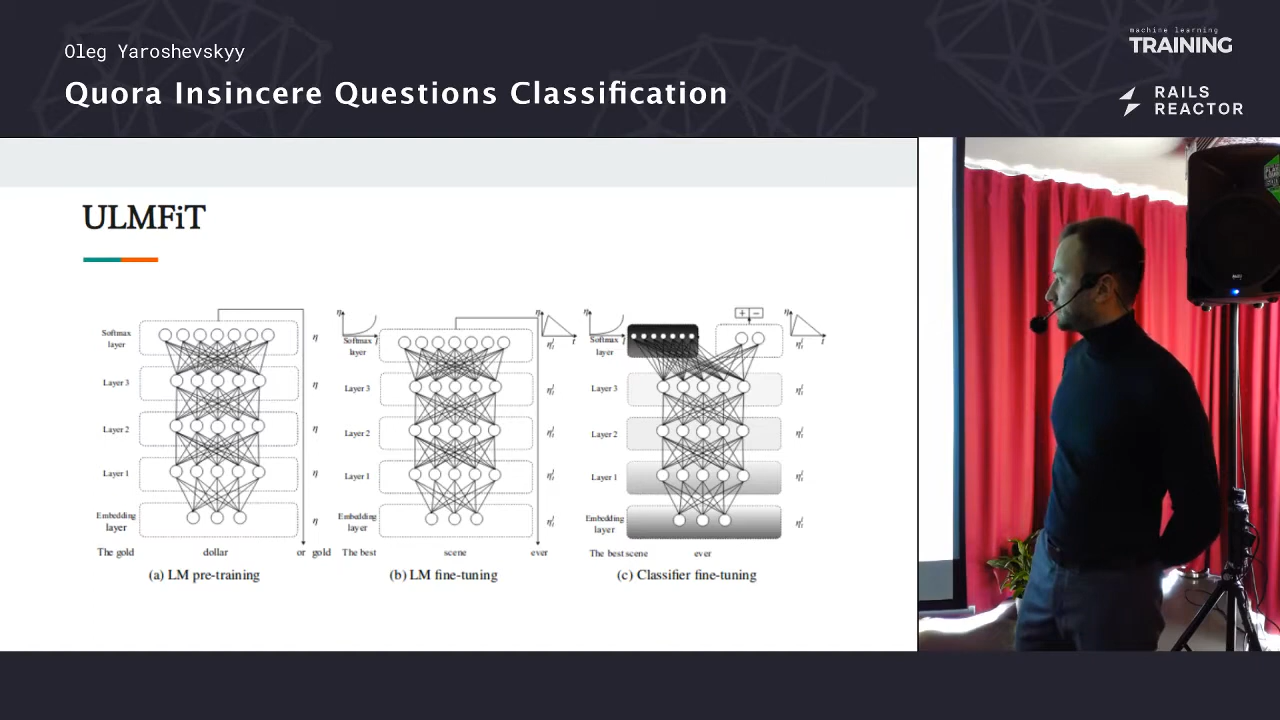 Oleg Yaroshevskyy
Quora Insincere Questions Classification
machine learning
TRAINING
RAILS
REACTOR
ULMFiT
Softmax
layer
Layer 3
Layer 2
Layer 1
Embedding
layer
η
η
η
η
η
The gold
dollar
or gold
(a) LM pre-training
η
t
Softmax
layer
Layer 3
Layer 2
Layer 1
Embedding
layer
η
t
The best
scene
ever
(b) LM fine-tuning
η
t
Softmax
layer
Layer 3
Layer 2
Layer 1
Embedding
layer
+ −
η
t
The best scene
ever
(c) Classifier fine-tuning